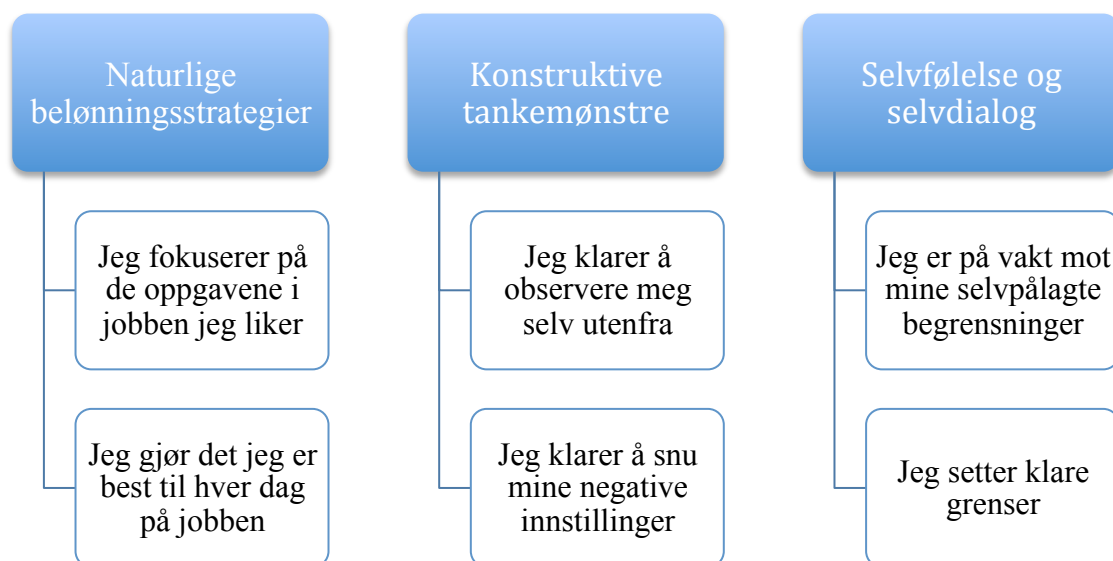 Naturlige
belønningsstrategier
Jeg fokuserer på
de oppgavene i
jobben jeg liker
Jeg gjør det jeg er
best til hver dag
på jobben
Konstruktive
tankemønstre
Jeg klarer å
observere meg
selv utenfra
Jeg klarer å snu
mine negative
innstillinger
Selvfølelse og
selvdialog
Jeg er på vakt mot
mine selvpålagte
begrensninger
Jeg setter klare
grenser